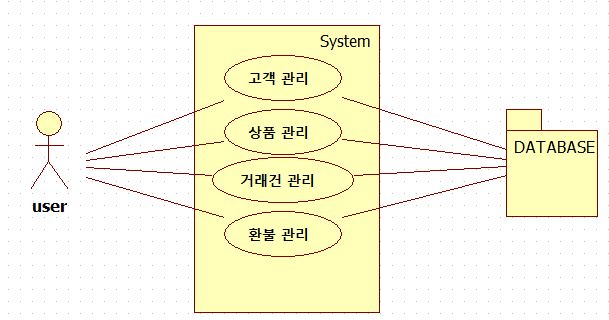 System
고객 관리
상품 관리
거래건 관리
환불 관리
user
DATABASE